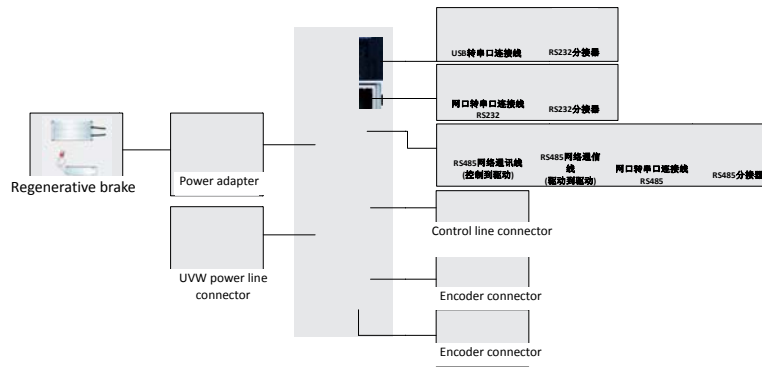 USB转串口连接线 RS232分接器
网口转串口连接线
RS232
RS232分接器
RS485网络通讯线
(控制到驱动)
RS485网络通信
线
(驱动到驱动)
网口转串口连接线
RS485
RS485分接器
Regenerative brake
Power adapter
UVW power line
connector
Control line connector
Encoder connector
Encoder connector